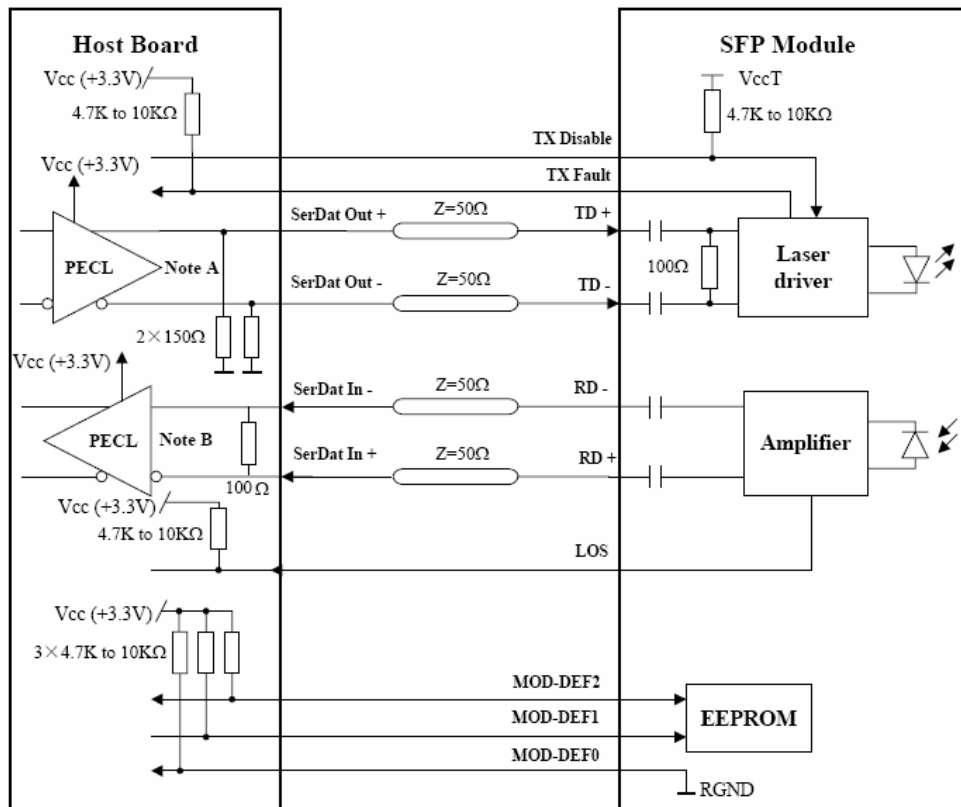 Host Board
SFP Module
Vcc (+3.3V)
4.7K to 10KΩ
VccT
4.7K to 10KΩ
TX Disable
Vcc (+3.3V)
TX Fault
SerDat Out +
Z=50Ω
TD +
PECL
Note A
100Ω
Laser
driver
SerDat Out -
Z=50Ω
TD -
2×150Ω
Vcc (+3.3V)
SerDat In -
Z=50Ω
RD -
PECL
Note B
Amplifier
SerDat In +
Z=50Ω
RD +
100Ω
Vcc (+3.3V)
4.7K to 10KΩ
LOS
Vcc (+3.3V)
3×4.7K to 10KΩ
MOD-DEF2
EEPROM
MOD-DEF1
MOD-DEF0
RGND